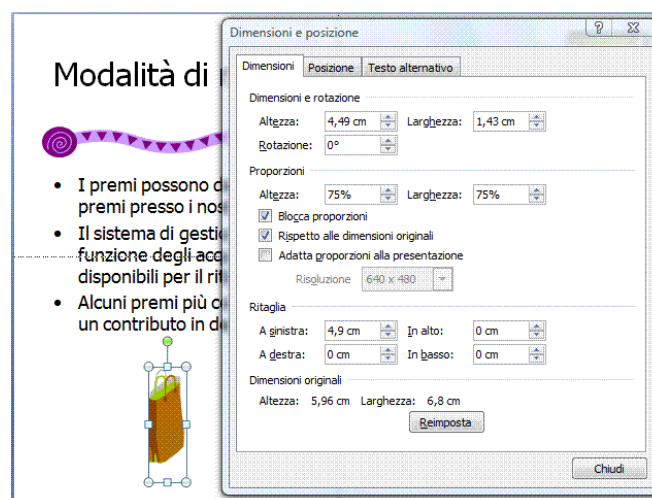 Modalità di
I premi possono d
premi presso i nos
Il sistema di gestio
funzione degli acq
disponibili per il rit
Alcuni premi più co
un contributo in de
Dimensioni e posizione
Dimensioni Posizione Testo alternativo
Dimensioni e rotazione
Altezza: 4,49 cm Larghezza: 1,43 cm
Rotazione: 0°
Proporzioni
Altezza: 75% Larghezza: 75%
Blocca proporzioni
Rispetto alle dimensioni originali
Adatta proporzioni alla presentazione
Risoluzione 640 x 480
Ritaglia
A sinistra: 4,9 cm In alto: 0 cm
A destra: 0 cm In basso: 0 cm
Dimensioni originali
Altezza: 5,96 cm Larghezza: 6,8 cm
Reimposta
Chiudi